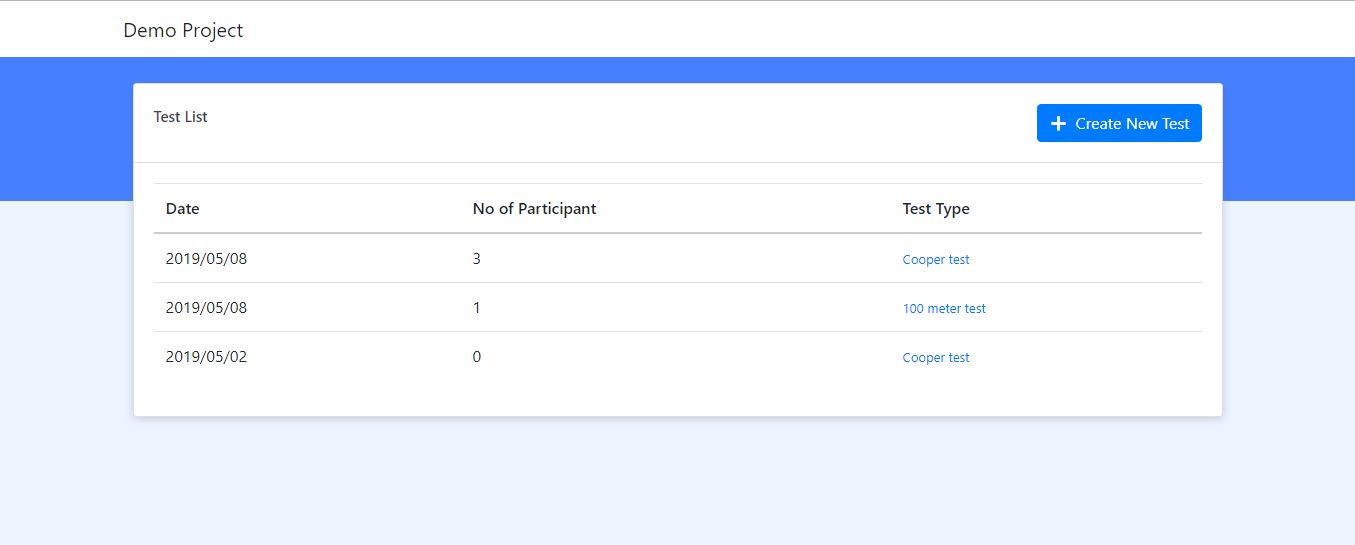 Demo Project
Test List
Create New Test
Date No of Participant Test Type
2019/05/08 3 Cooper test
2019/05/08 1 100 meter test
2019/05/02 0 Cooper test